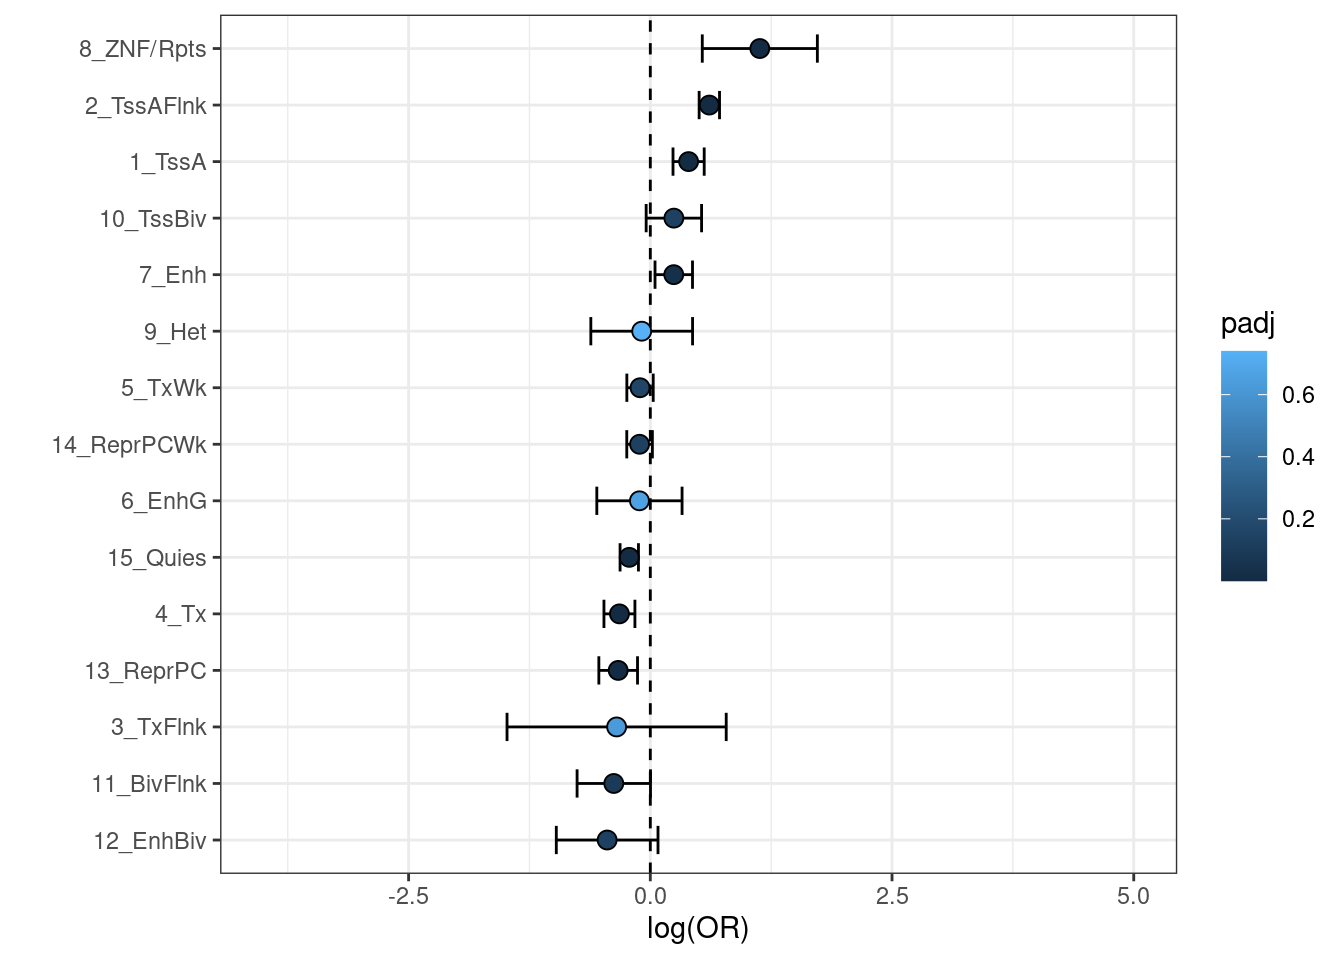 8_ZNF/Rpts
2_TssAFlnk
1_TssA
10_TssBiv
7_Enh
9_Het
5_TxWk
14_ReprPCWk
6_EnhG
15_Quies
4_Tx
13_ReprPC
3_TxFlnk
11_BivFlnk
12_EnhBiv
-2.5 0.0 2.5 5.0
log(OR)
padj
0.6
0.4
0.2